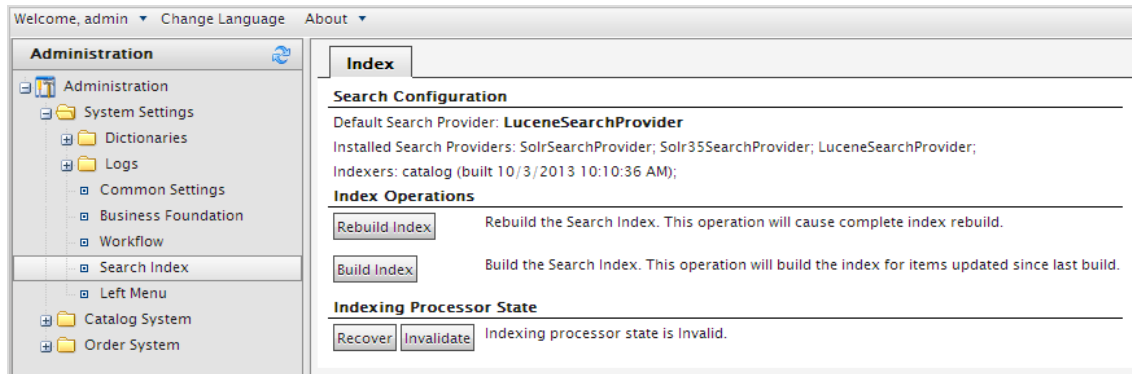 Welcome, admin Change Language About
Administration
Administration
System Settings
Dictionaries
Logs
Common Settings
Business Foundation
Workflow
Search Index
Left Menu
Catalog System
Order System
Index
Search Configuration
Default Search Provider: LuceneSearchProvider
Installed Search Providers: SolrSearchProvider; Solr35SearchProvider; LuceneSearchProvider;
Indexers: catalog (built 10/3/2013 10:10:36 AM);
Index Operations
Rebuild Index Rebuild the Search Index. This operation will cause complete index rebuild.
Build Index Build the Search Index. This operation will build the index for items updated since last build.
Indexing Processor State
Recover Invalidate Indexing processor state is Invalid.